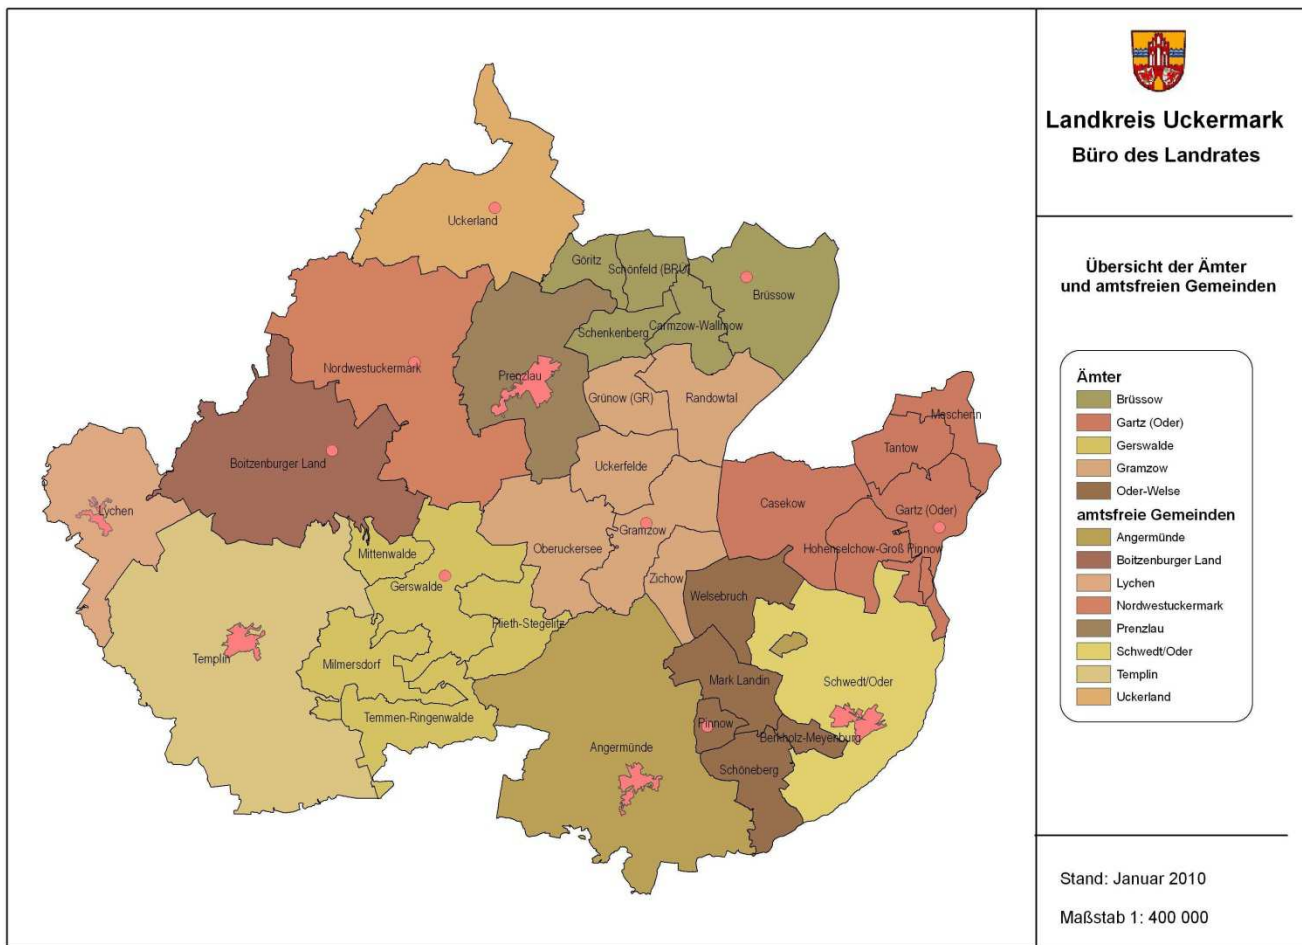 Uckerland
Göritz
Schönfeld (BRÜ)
Brüssow
Schenkenberg
Carmzow-Wallmow
Nordwestuckermark
Prenzlau
Grünow (GR)
Randowtal
Mescherin
Tantow
Boitzenburger Land
Uckerfelde
Casekow
Gartz (Oder)
Lychen
Gramzow
Oberuckersee
Hohenselchow-Groß Pinnow
Mittenwalde
Gerswalde
Zichow
Welsebruch
Flieth-Stegelitz
Templin
Milmersdorf
Mark Landin
Schwedt/Oder
Temmen-Ringenwalde
Pinnow
Berkholz-Meyenburg
Angermünde
Schöneberg
Landkreis Uckermark
Büro des Landrates
Übersicht der Ämter
und amtsfreien Gemeinden
Ämter
Brüssow
Gartz (Oder)
Gerswalde
Gramzow
Oder-Welse
amtsfreie Gemeinden
Angermünde
Boitzenburger Land
Lychen
Nordwestuckermark
Prenzlau
Schwedt/Oder
Templin
Uckerland
Stand: Januar 2010
Maßstab 1: 400 000